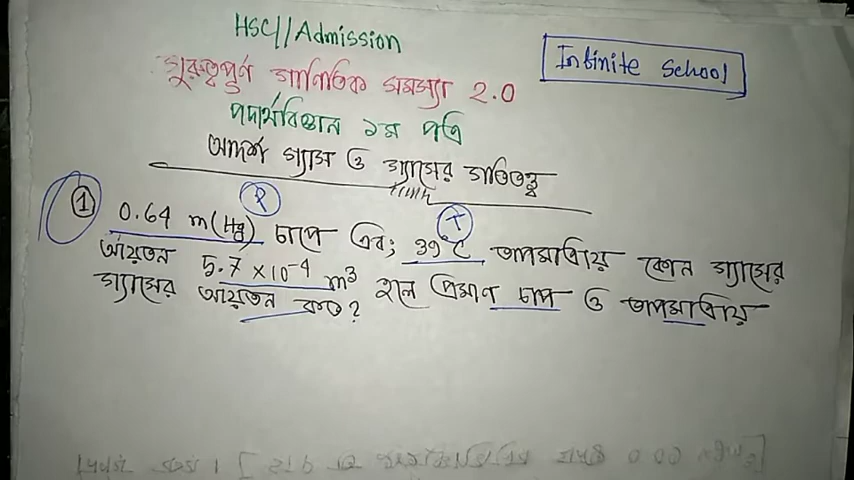 HSC//Admission
Infinite School
গুরুত্বপূর্ণ গাণিতিক সমস্যা 2.0
পদার্থবিজ্ঞান ১ম পত্র
আদর্শ গ্যাস ও গ্যাসের গতিতত্ত্ব
P T
① 0.64 m(Hg) চাপে এবং 39°C তাপমাত্রায় কোন গ্যাসের
আয়তন 5.7 ×10⁻⁴ m³ হলে প্রমাণ চাপ ও তাপমাত্রায়
গ্যাসের আয়তন কত?